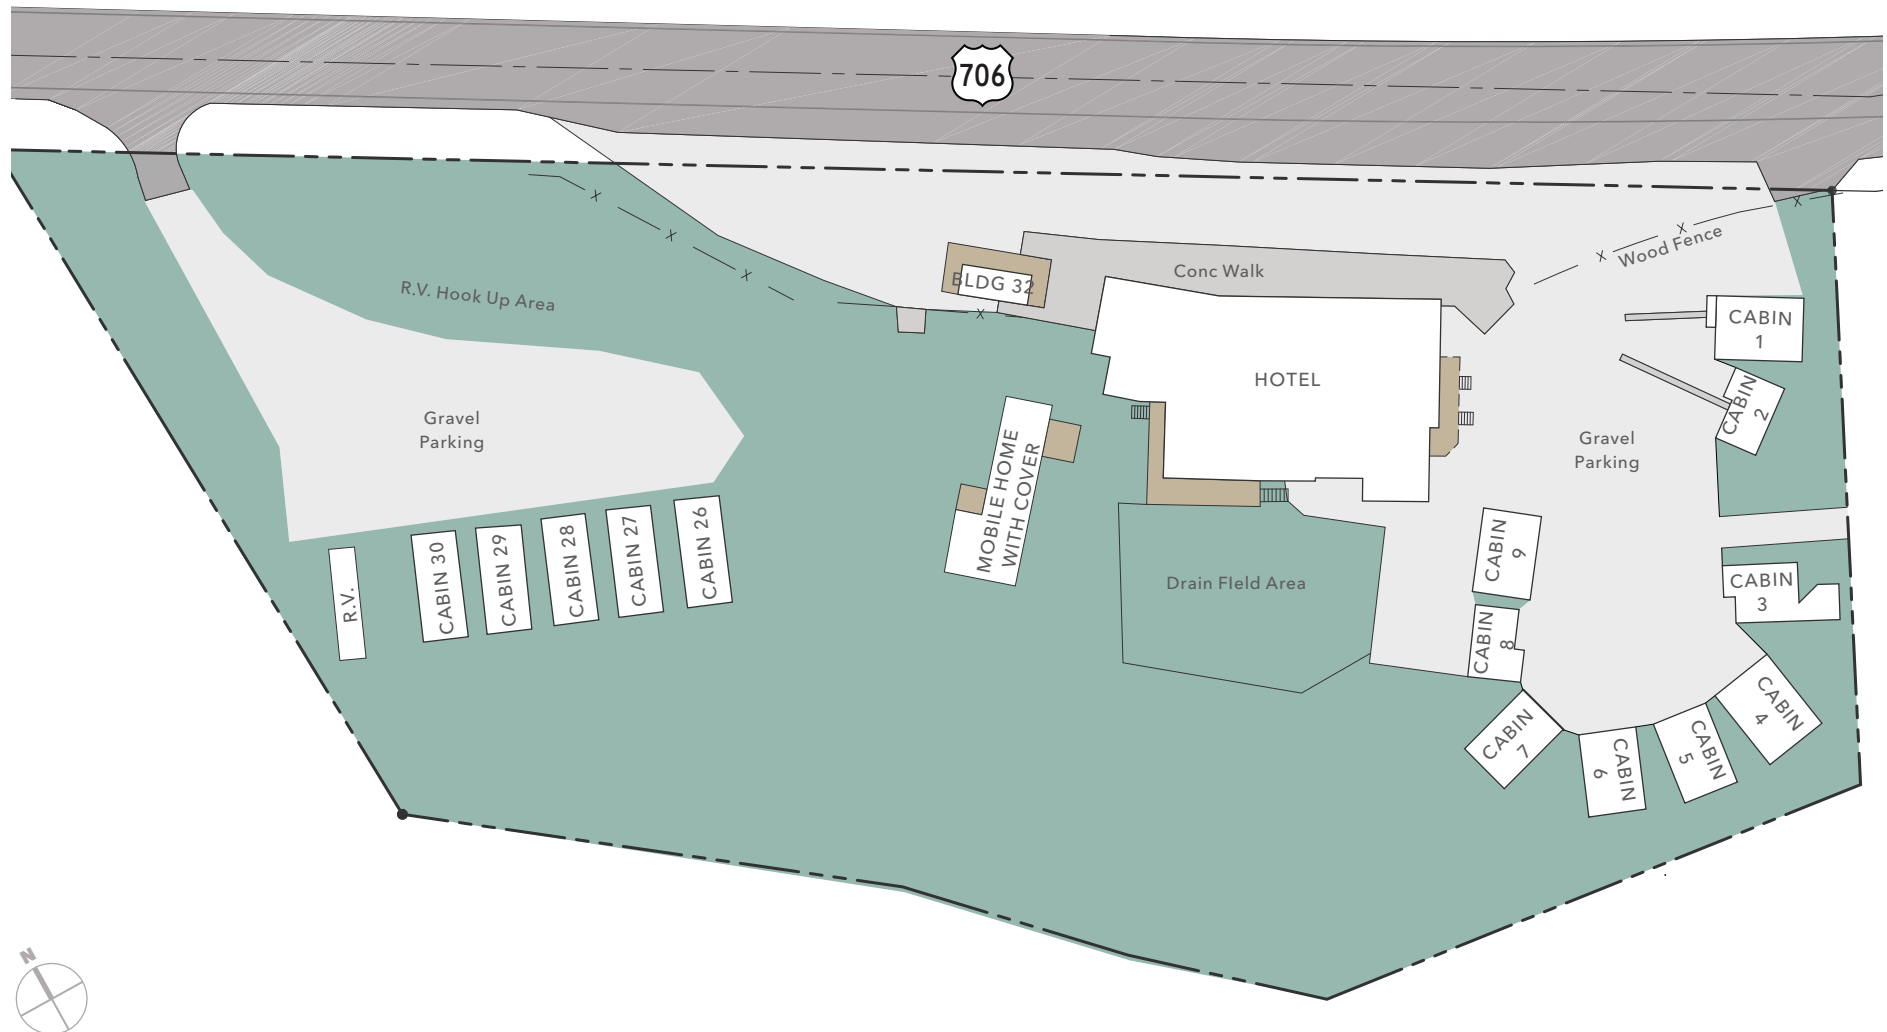 706
BLDG 32
Conc Walk
Wood Fence
R.V. Hook Up Area
CABIN
1
HOTEL
CABIN
2
Gravel
Parking
Gravel
Parking
MOBILE HOME
WITH COVER
R.V.
CABIN 30
CABIN 29
CABIN 28
CABIN 27
CABIN 26
Drain FIeld Area
CABIN
9
CABIN
3
CABIN
8
CABIN
4
CABIN
7
CABIN
6
CABIN
5
N
X
X
X
X
X
X
X